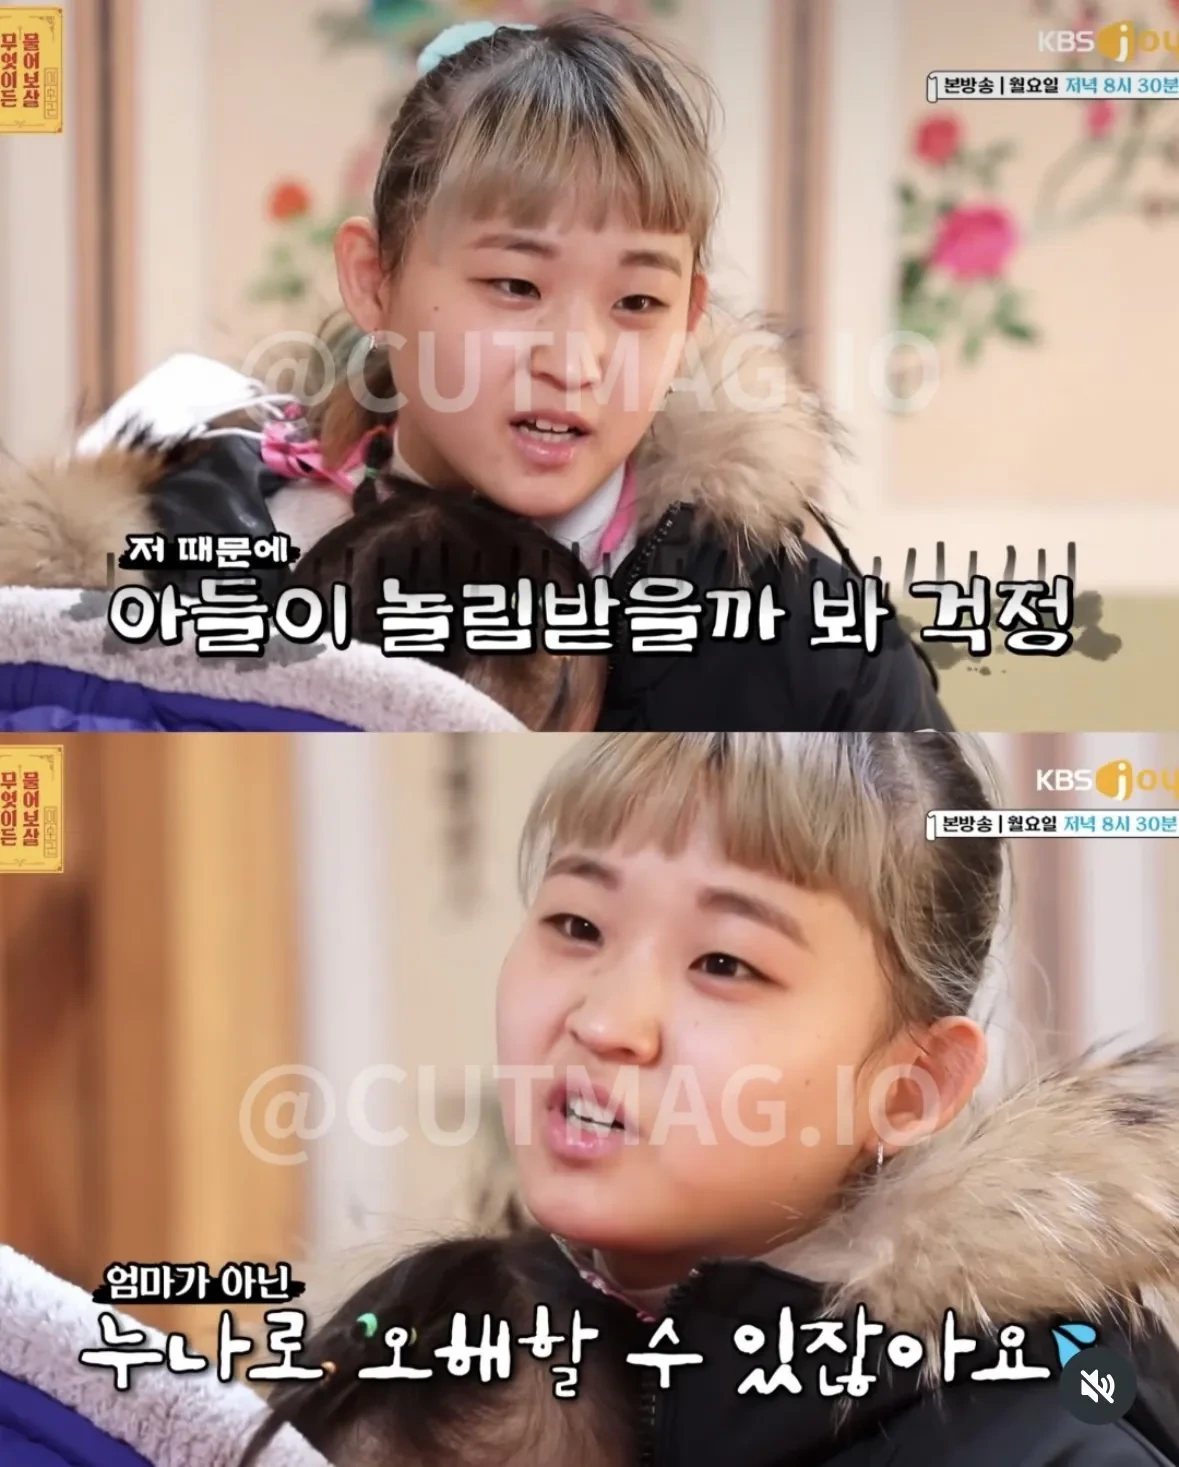 무엇이든
물어보살
KBS joy
본방송 | 월요일 저녁 8시 30분
@CUTMAG.IO
저 때문에
아들이 놀림받을까 봐 걱정
무엇이든
물어보살
KBS joy
본방송 | 월요일 저녁 8시 30분
@CUTMAG.IO
엄마가 아닌
누나로 오해할 수 있잖아요